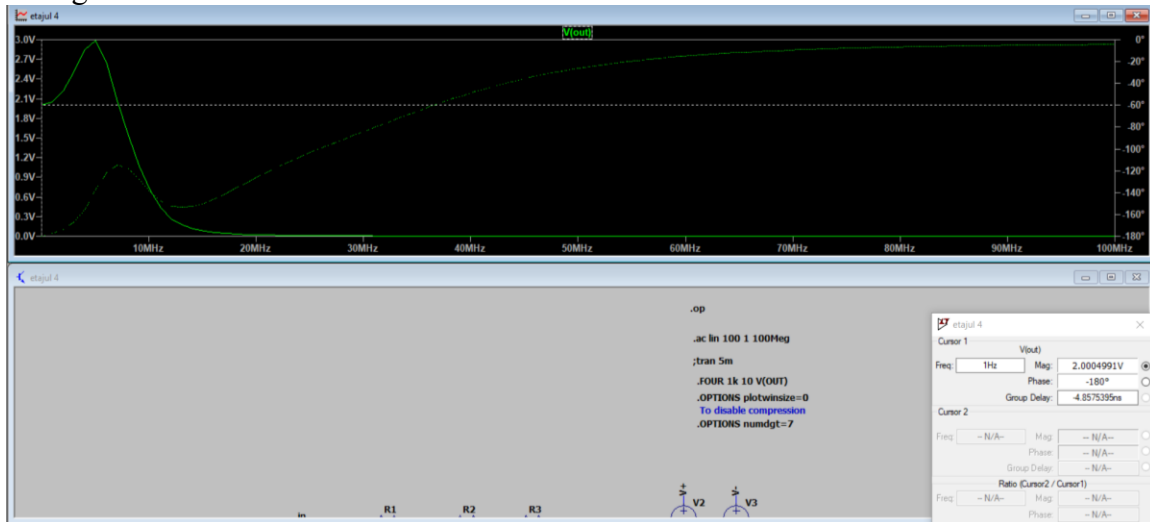 etajul 4
V(out)
3.0V
2.7V
2.4V
2.1V
1.8V
1.5V
1.2V
0.9V
0.6V
0.3V
0.0V
0°
-20°
-40°
-60°
-80°
-100°
-120°
-140°
-160°
-180°
10MHz 20MHz 30MHz 40MHz 50MHz 60MHz 70MHz 80MHz 90MHz 100MHz
etajul 4
.op
.ac lin 100 1 100Meg
;tran 5m
.FOUR 1k 10 V(OUT)
.OPTIONS plotwinsize=0
To disable compression
.OPTIONS numdgt=7
in R1 R2 R3 V+ V2 V- V3
etajul 4
Cursor 1
V(out)
Freq: 1Hz Mag: 2.0004991V
Phase: -180°
Group Delay: -4.8575395ns
Cursor 2
Freq: -- N/A-- Mag: -- N/A--
Phase: -- N/A--
Group Delay: -- N/A--
Ratio (Cursor2 / Cursor1)
Freq: -- N/A-- Mag: -- N/A--
Phase: -- N/A--